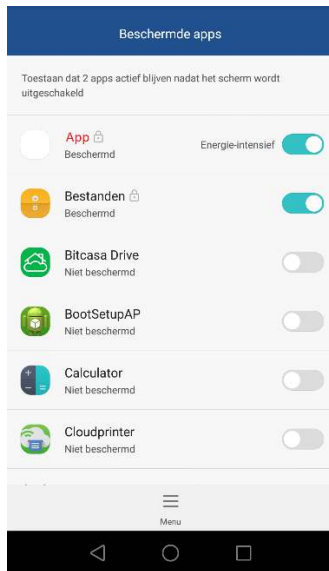 Beschermde apps
Toestaan dat 2 apps actief blijven nadat het scherm wordt
uitgeschakeld
App
Energie-intensief
Beschermd
Bestanden
Beschermd
Bitcasa Drive
Niet beschermd
BootSetupAP
Niet beschermd
Calculator
Niet beschermd
Cloudprinter
Niet beschermd
Menu